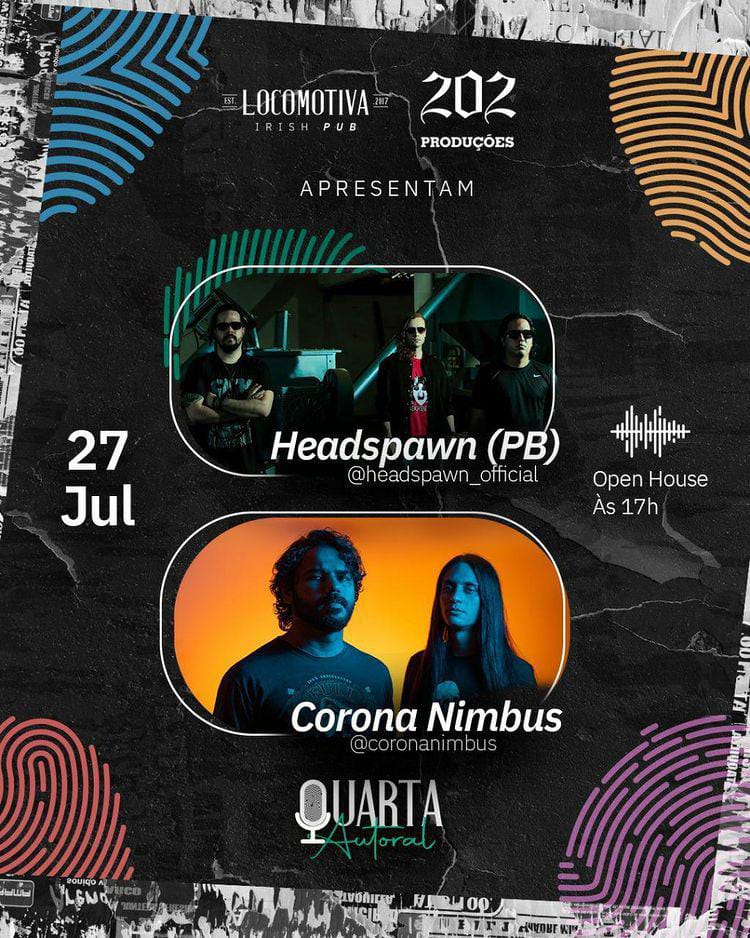 EST. LOCOMOTIVA 2017
IRISH PUB
202
PRODUÇÕES
APRESENTAM
Headspawn (PB)
@headspawn_official
27
Jul
Open House
Às 17h
Corona Nimbus
@coronanimbus
QUARTA
Autoral